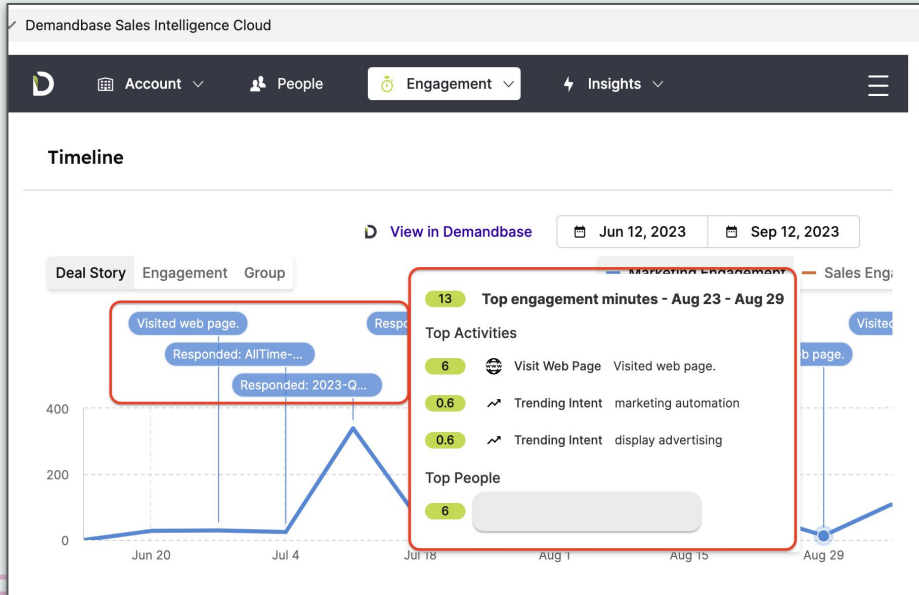 Demandbase Sales Intelligence Cloud
Account People Engagement Insights
Timeline
View in Demandbase Jun 12, 2023 Sep 12, 2023
Deal Story Engagement Group
Marketing Engagement Sales Enga
13 Top engagement minutes - Aug 23 - Aug 29
Top Activities
6 Visit Web Page Visited web page.
0.6 Trending Intent marketing automation
0.6 Trending Intent display advertising
Top People
6
Visited web page.
Respo
Visited
Responded: AllTime-...
b page.
Responded: 2023-Q...
400
200
0
Jun 20 Jul 4 Jul 18 Aug 1 Aug 15 Aug 29